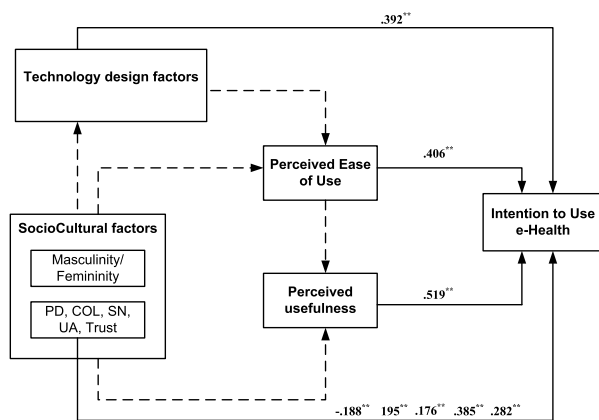 .392**
Technology design factors
Perceived Ease
of Use
.406**
SocioCultural factors
Masculinity/
Femininity
PD, COL, SN,
UA, Trust
Intention to Use
e-Health
Perceived
usefulness
.519**
-.188** 195** .176** .385** .282**